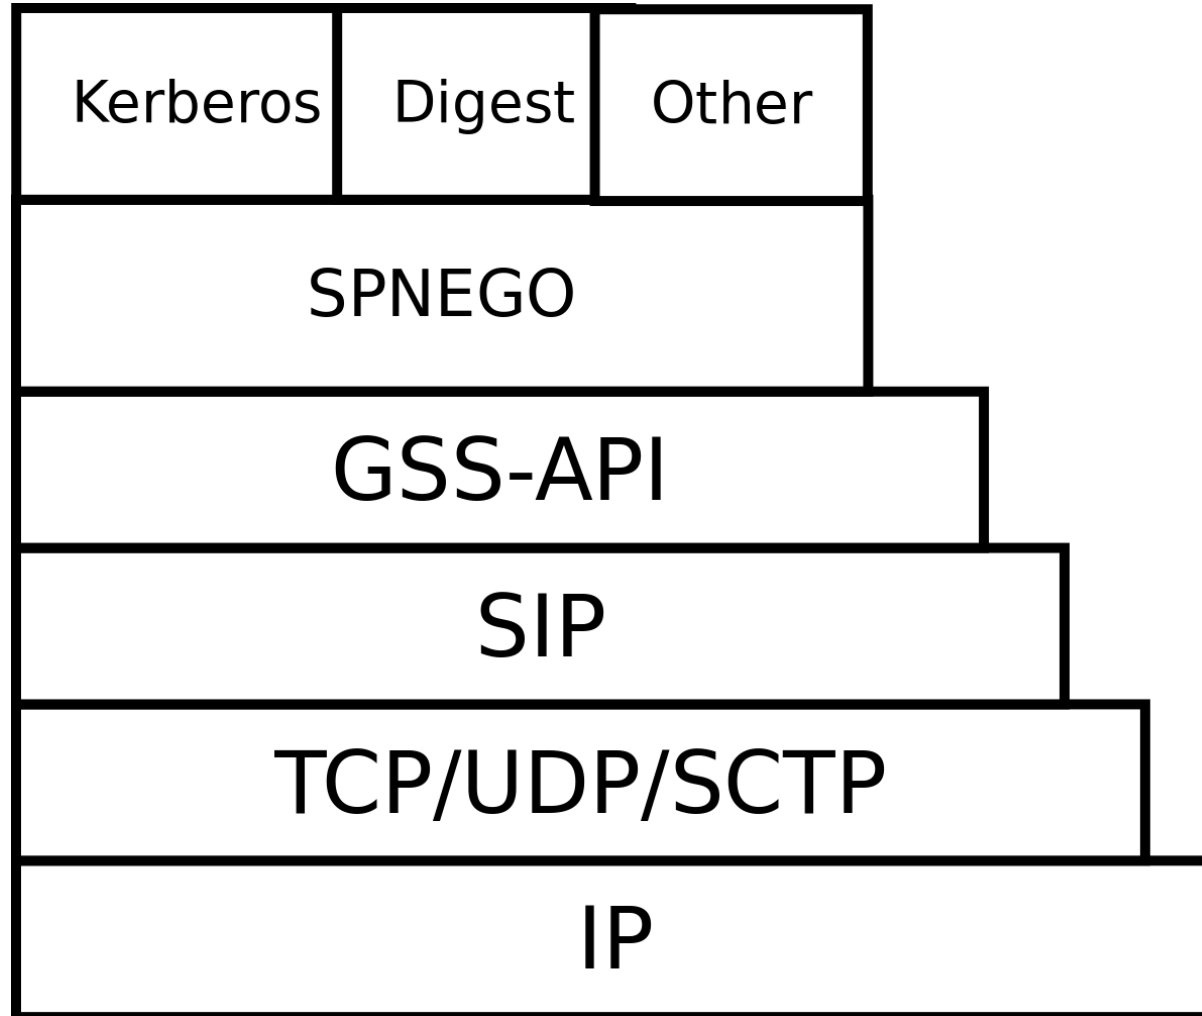 Kerberos Digest Other
SPNEGO
GSS-API
SIP
TCP/UDP/SCTP
IP